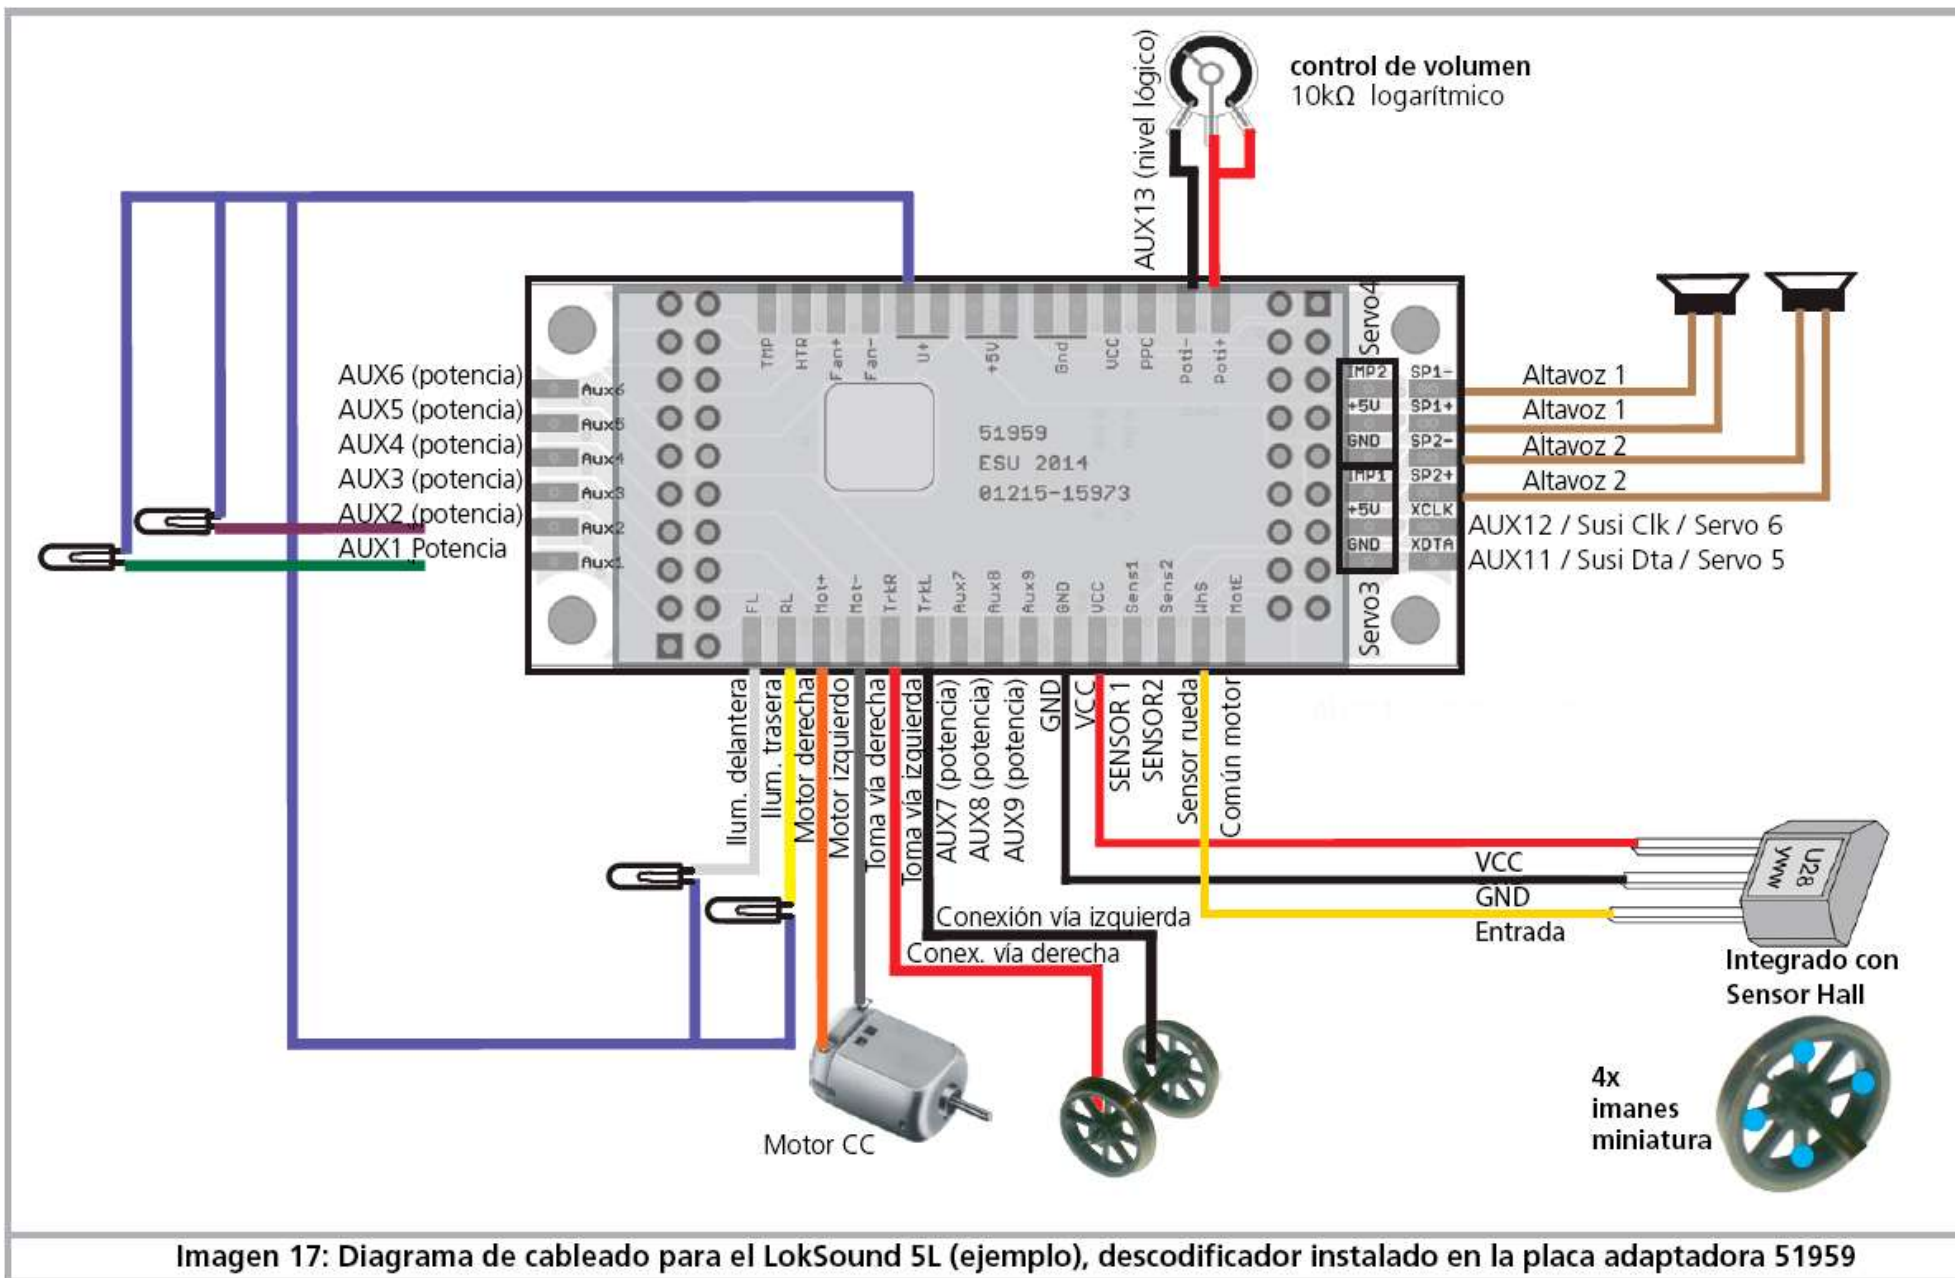 control de volumen
10kΩ logarítmico
AUX13 (nivel lógico)
TMP
HTR
Fan+
Fan-
U+
+5V
Gnd
VCC
PPC
Poti-
Poti+
Servo4
AUX6 (potencia)
AUX5 (potencia)
AUX4 (potencia)
AUX3 (potencia)
AUX2 (potencia)
AUX1 Potencia
Aux6
Aux5
Aux4
Aux3
Aux2
Aux1
51959
ESU 2014
01215-15973
IMP2
+5U
GND
IMP1
+5U
GND
SP1-
SP1+
SP2-
SP2+
XCLK
XDTA
Servo3
Altavoz 1
Altavoz 1
Altavoz 2
Altavoz 2
AUX12 / Susi Clk / Servo 6
AUX11 / Susi Dta / Servo 5
FL
RL
Mot+
Mot-
TrkR
TrkL
Aux7
Aux8
Aux9
GND
VCC
Sens1
Sens2
WhS
MotE
Ilum. delantera
Ilum. trasera
Motor derecha
Motor izquierdo
Toma vía derecha
Toma vía izquierda
AUX7 (potencia)
AUX8 (potencia)
AUX9 (potencia)
GND
VCC
SENSOR 1
SENSOR2
Sensor rueda
Común motor
VCC
GND
Entrada
U28
yww
Conexión vía izquierda
Conex. vía derecha
Integrado con
Sensor Hall
4x
imanes
miniatura
Motor CC
Imagen 17: Diagrama de cableado para el LokSound 5L (ejemplo), descodificador instalado en la placa adaptadora 51959